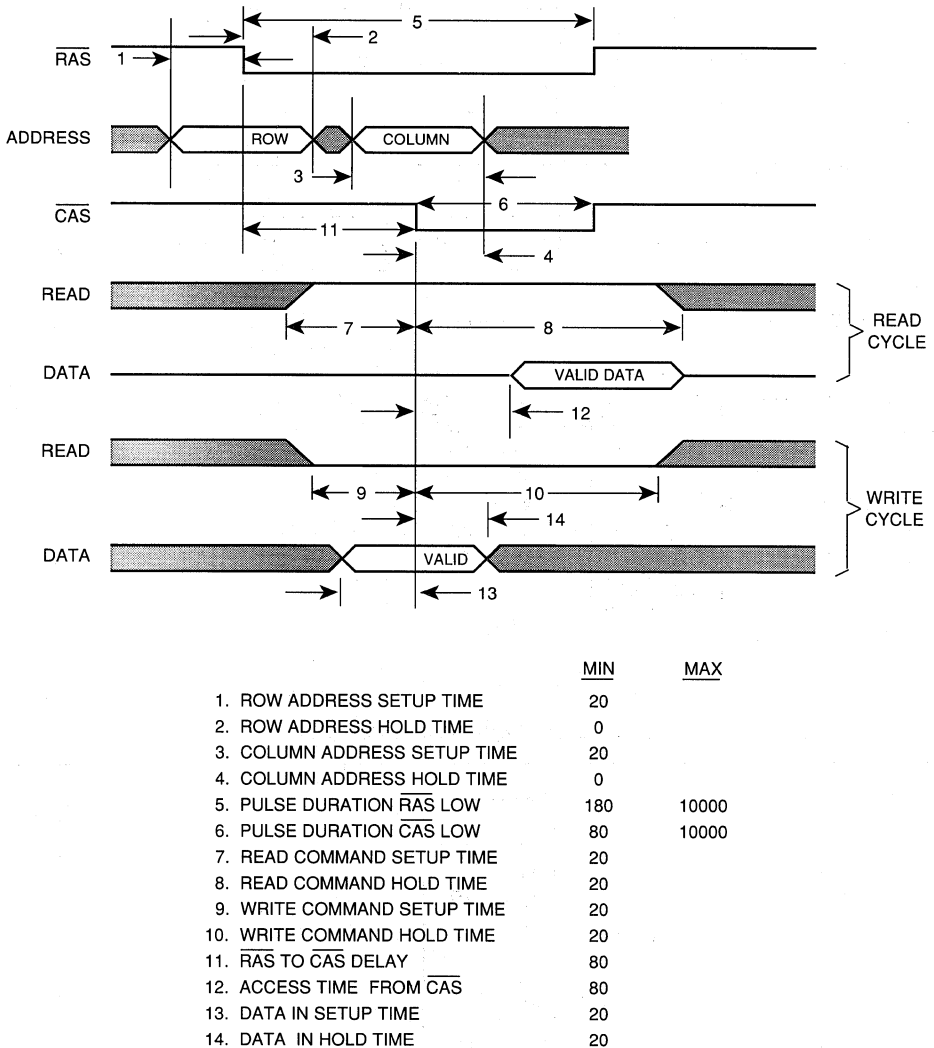 5
2
RAS
1
ADDRESS
ROW
COLUMN
3
CAS
6
11
4
READ
7
8
READ
CYCLE
DATA
VALID DATA
12
READ
9
10
14
WRITE
CYCLE
DATA
VALID
13
MIN MAX
1. ROW ADDRESS SETUP TIME 20
2. ROW ADDRESS HOLD TIME 0
3. COLUMN ADDRESS SETUP TIME 20
4. COLUMN ADDRESS HOLD TIME 0
5. PULSE DURATION RAS LOW 180 10000
6. PULSE DURATION CAS LOW 80 10000
7. READ COMMAND SETUP TIME 20
8. READ COMMAND HOLD TIME 20
9. WRITE COMMAND SETUP TIME 20
10. WRITE COMMAND HOLD TIME 20
11. RAS TO CAS DELAY 80
12. ACCESS TIME FROM CAS 80
13. DATA IN SETUP TIME 20
14. DATA IN HOLD TIME 20